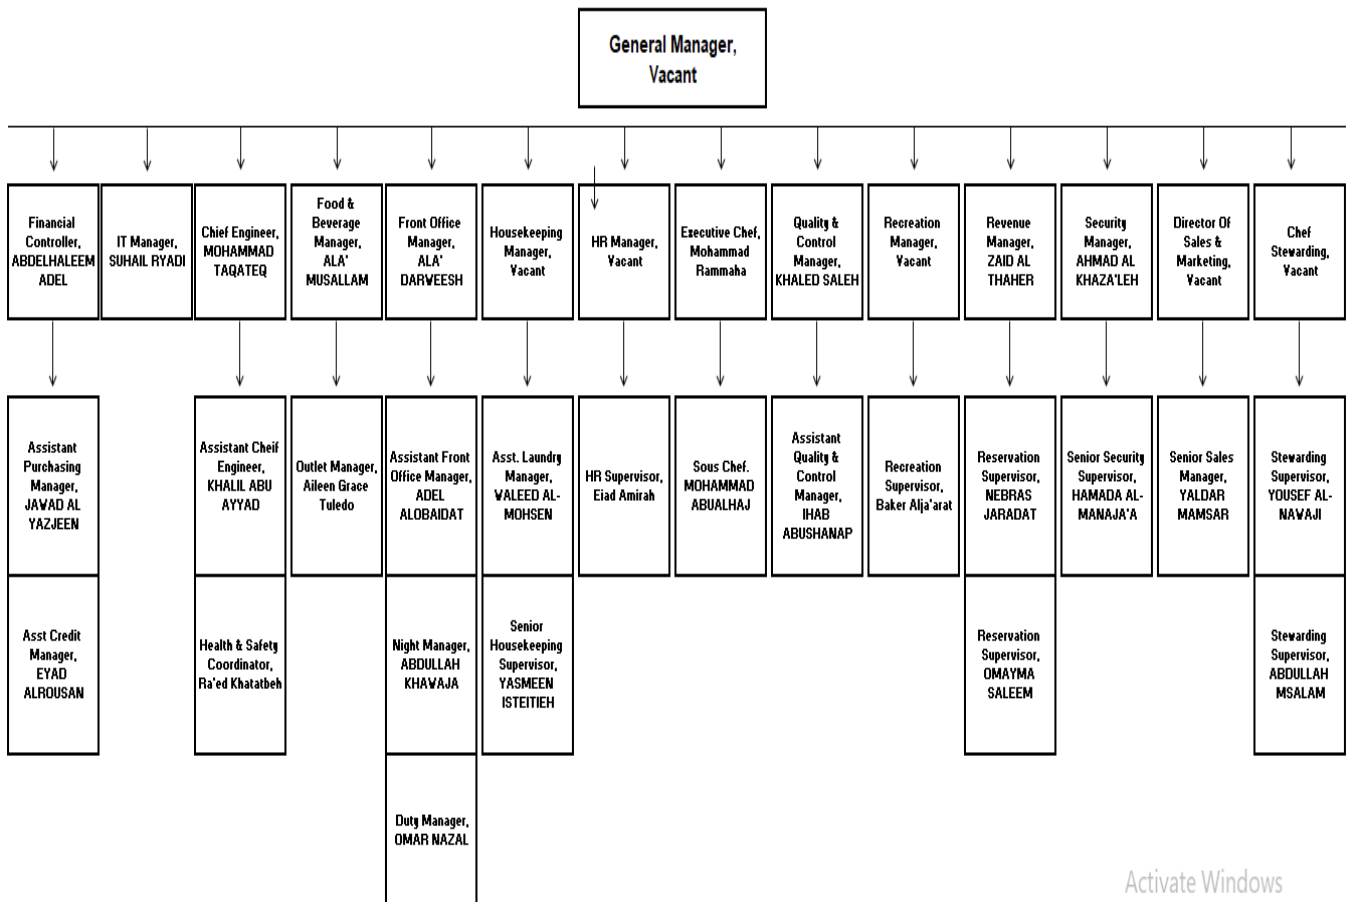 General Manager,
Vacant
Financial
Controller,
ABDELHALEEM
ADEL
IT Manager,
SUHAIL RYADI
Chief Engineer,
MOHAMMAD
TAQATEQ
Food &
Beverage
Manager,
ALA'
MUSALLAM
Front Office
Manager,
ALA'
DARWEESH
Housekeeping
Manager,
Vacant
HR Manager,
Vacant
Executive Chef,
Mohammad
Rammaha
Quality &
Control
Manager,
KHALED SALEH
Recreation
Manager,
Vacant
Revenue
Manager,
ZAID AL
THAHER
Security
Manager,
AHMAD AL
KHAZA'LEH
Director Of
Sales &
Marketing,
Vacant
Chef
Stewarding,
Vacant
Assistant
Purchasing
Manager,
JAWAD AL
YAZJEEN
Assistant Cheif
Engineer,
KHALIL ABU
AYYAD
Outlet Manager,
Aileen Grace
Tuledo
Assistant Front
Office Manager,
ADEL
ALOBAIDAT
Asst. Laundry
Manager,
WALEED AL-
MOHSEN
HR Supervisor,
Eiad Amirah
Sous Chef.
MOHAMMAD
ABUALHAJ
Assistant
Quality &
Control
Manager,
IHAB
ABUSHANAP
Recreation
Supervisor,
Baker Alja'arat
Reservation
Supervisor,
NEBRAS
JARADAT
Senior Security
Supervisor,
HAMADA AL-
MANAJA'A
Senior Sales
Manager,
YALDAR
MAMSAR
Stewarding
Supervisor,
YOUSEF AL-
NAWAJI
Asst Credit
Manager,
EYAD
ALROUSAN
Health & Safety
Coordinator,
Ra'ed Khatatbeh
Night Manager,
ABDULLAH
KHAWAJA
Senior
Housekeeping
Supervisor,
YASMEEN
ISTEITIEH
Reservation
Supervisor,
OMAYMA
SALEEM
Stewarding
Supervisor,
ABDULLAH
MSALAM
Duty Manager,
OMAR NAZAL
Activate Windows